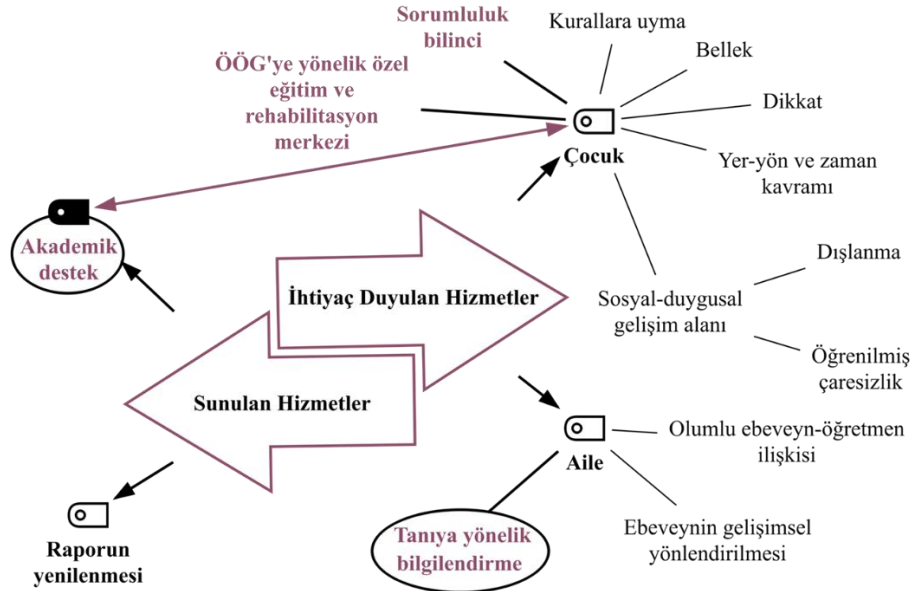 Sorumluluk
bilinci
Kurallara uyma
Bellek
ÖÖG'ye yönelik özel
eğitim ve
rehabilitasyon
merkezi
Dikkat
Çocuk
Yer-yön ve zaman
kavramı
Akademik
destek
Dışlanma
İhtiyaç Duyulan Hizmetler
Sosyal-duygusal
gelişim alanı
Öğrenilmiş
çaresizlik
Sunulan Hizmetler
Olumlu ebeveyn-öğretmen
ilişkisi
Aile
Tanıya yönelik
bilgilendirme
Ebeveynin gelişimsel
yönlendirilmesi
Raporun
yenilenmesi